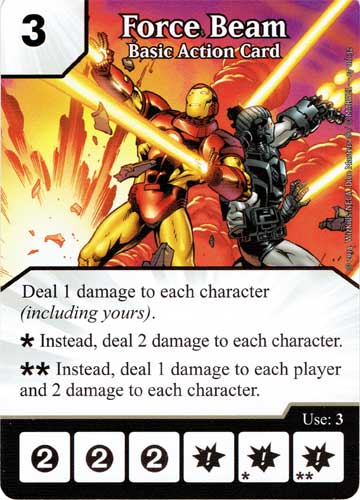 3
Force Beam
Basic Action Card
Deal 1 damage to each character
(including yours).
* Instead, deal 2 damage to each character.
** Instead, deal 1 damage to each player
and 2 damage to each character.
Use: 3
2 2 2 ! ! !
* **